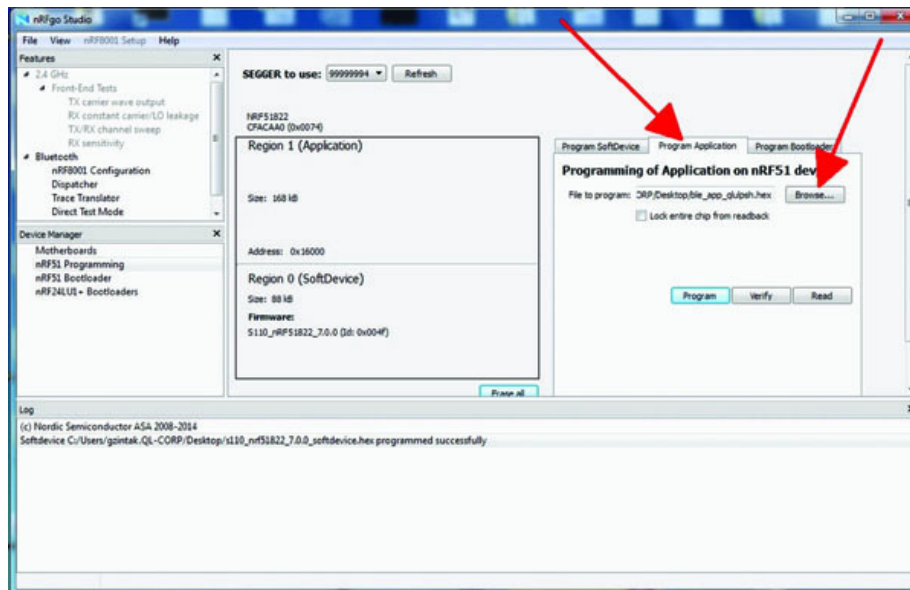 nRFgo Studio
File View nRF8001 Setup Help
Features
2.4 GHz
Front-End Tests
TX carrier wave output
RX constant carrier/LO leakage
TX/RX channel sweep
RX sensitivity
Bluetooth
nRF8001 Configuration
Dispatcher
Trace Translator
Direct Test Mode
Device Manager
Motherboards
nRF51 Programming
nRF51 Bootloader
nRF24LU1+ Bootloaders
SEGGER to use: 99999994 Refresh
NRF51822
CFACAA0 (0x0074)
Region 1 (Application)
Size: 168 kB
Address: 0x16000
Region 0 (SoftDevice)
Size: 88 kB
Firmware:
S110_nRF51822_7.0.0 (Id: 0x004f)
Erase all
Program SoftDevice Program Application Program Bootloader
Programming of Application on nRF51
File to program: Browse...
Lock entire chip from readback
Program Verify Read
Log
(c) Nordic Semiconductor ASA 2008-2014
Softdevice C:/Users/gzintak.QL-CORP/Desktop/s110_nrf51822_7.0.0_softdevice.hex programmed successfully